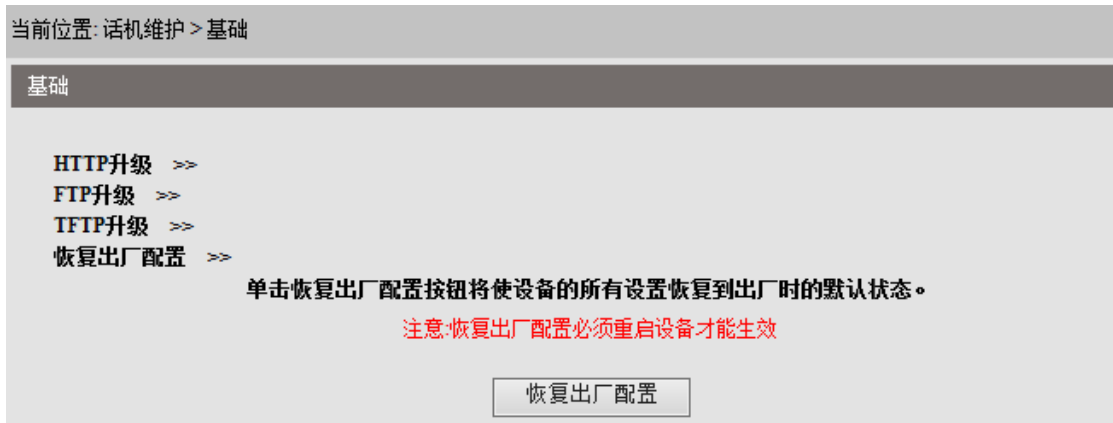 当前位置: 话机维护 > 基础
基础
HTTP升级 >>
FTP升级 >>
TFTP升级 >>
恢复出厂配置 >>
单击恢复出厂配置按钮将使设备的所有设置恢复到出厂时的默认状态。
注意:恢复出厂配置必须重启设备才能生效
恢复出厂配置